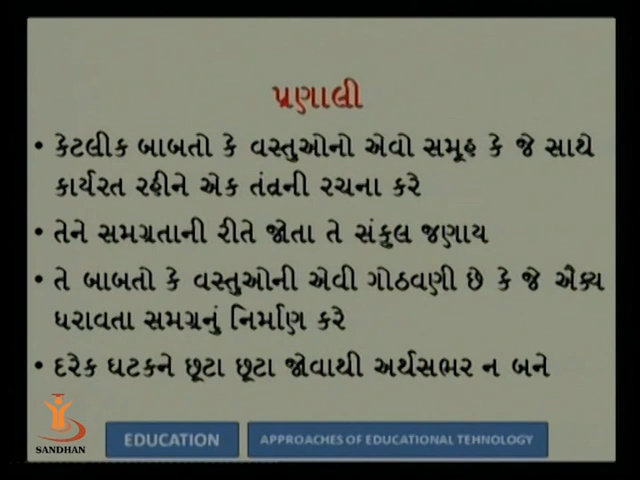 પ્રણાલી
• કેટલીક બાબતો કે વસ્તુઓનો એવો સમૂહ કે જે સાથે
કાર્યરત રહીને એક તંત્રની રચના કરે
• તેને સમગ્રતાની રીતે જોતા તે સંકુલ જણાય
• તે બાબતો કે વસ્તુઓની એવી ગોઠવણી છે કે જે ઐક્ય
ધરાવતા સમગ્રનું નિર્માણ કરે
• દરેક ઘટકને છૂટા છૂટા જોવાથી અર્થસભર ન બને
SANDHAN
EDUCATION
APPROACHES OF EDUCATIONAL TEHNOLOGY